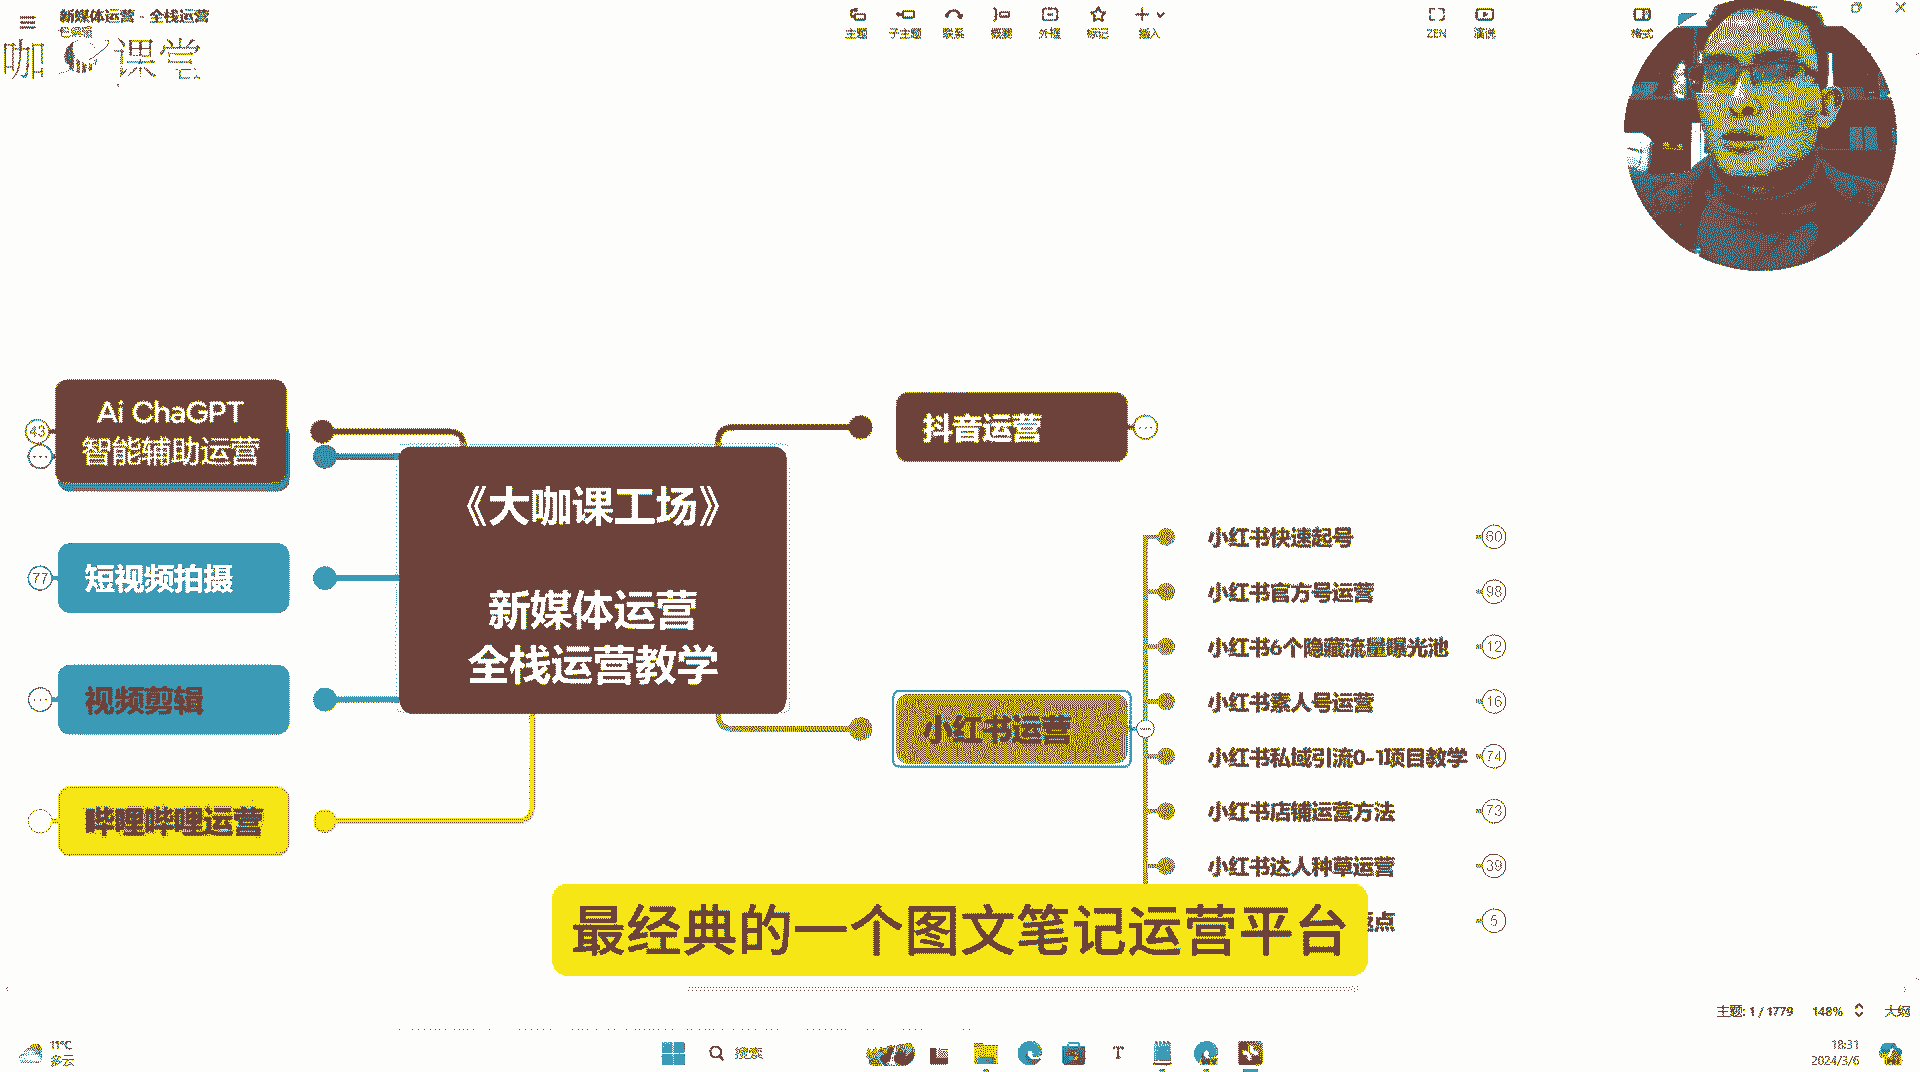 新媒体运营 - 全栈运营
已编辑
咖 课堂
主题
子主题
联系
概要
外框
标记
插入
ZEN
演说
格式
43
Ai ChaGPT
智能辅助运营
77
短视频拍摄
视频剪辑
哔哩哔哩运营
《大咖课工场》
新媒体运营
全栈运营教学
抖音运营
小红书运营
小红书快速起号 60
小红书官方号运营 98
小红书6个隐藏流量曝光池 12
小红书素人号运营 16
小红书私域引流0-1项目教学 74
小红书店铺运营方法 73
小红书达人种草运营 39
点 5
最经典的一个图文笔记运营平台
主题: 1 / 1779 148% 大纲
11°C
多云
搜索
18:31
2024/3/6